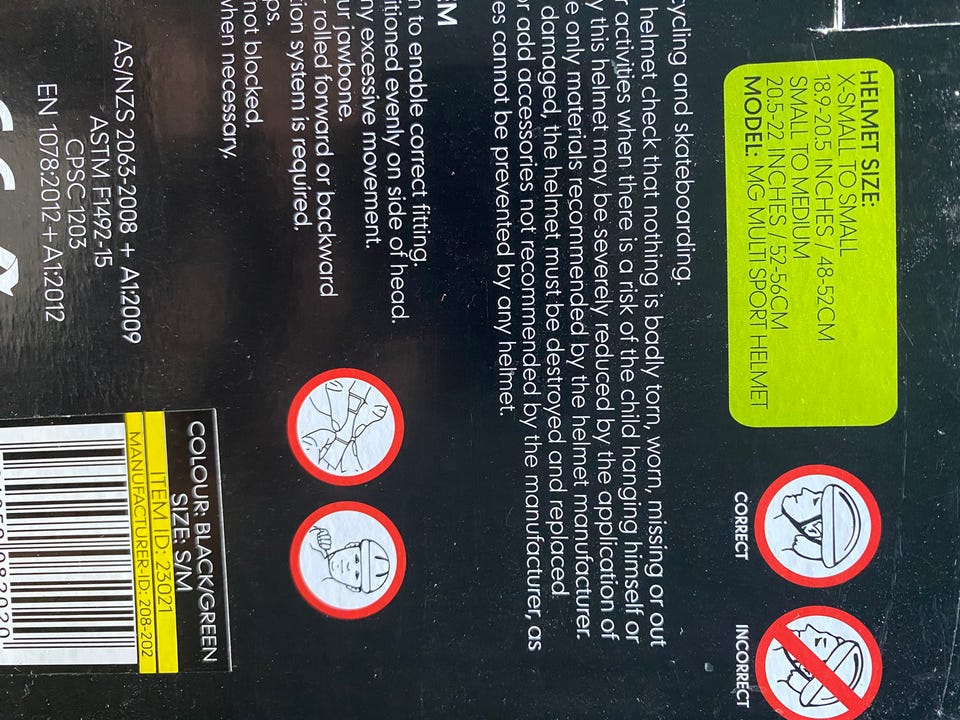 HELMET SIZE:
X-SMALL TO SMALL
18.9-20.5 INCHES / 48-52CM
SMALL TO MEDIUM
20.5-22 INCHES / 52-56CM
MODEL: MG MULTI SPORT HELMET
CORRECT
INCORRECT
cycling and skateboarding.
helmet check that nothing is badly torn, worn, missing or out
r activities when there is a risk of the child hanging himself or
y this helmet may be severely reduced by the application of
e only materials recommended by the helmet manufacturer.
damaged, the helmet must be destroyed and replaced
or add accessories not recommended by the manufacturer, as
es cannot be prevented by any helmet.
EM
n to enable correct fitting.
itioned evenly on side of head.
ny excessive movement.
ur jawbone.
r rolled forward or backward
ion system is required.
ps.
not blocked,
when necessary.
AS/NZS 2063-2008 + A1:2009
ASTM F1492-15
CPSC 1203
EN 1078:2012 + A1:2012
COLOUR: BLACK/GREEN
SIZE: S/M
ITEM ID: 23021
MANUFACTURER-ID: 208-202